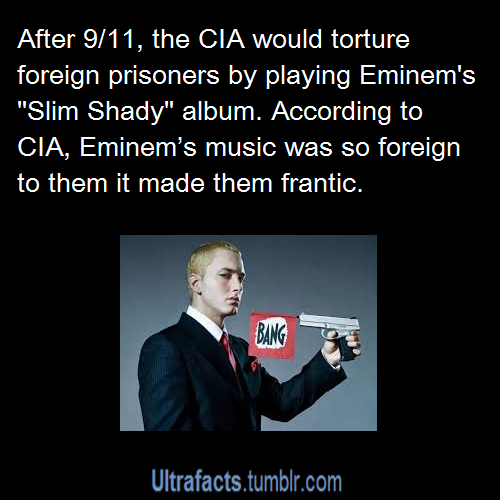 After 9/11, the CIA would torture
foreign prisoners by playing Eminem's
"Slim Shady" album. According to
CIA, Eminem’s music was so foreign
to them it made them frantic.
BANG
Ultrafacts.tumblr.com